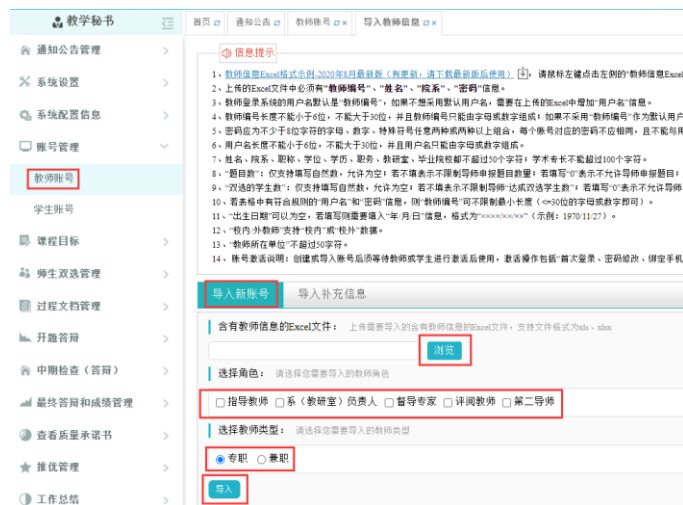 教学秘书
首页 通知公告 教师账号 × 导入教师信息 ×
通知公告管理
系统设置
系统配置信息
账号管理
教师账号
学生账号
课程目标
师生双选管理
过程文档管理
开题答辩
中期检查（答辩）
最终答辩和成绩管理
查看质量承诺书
推优管理
工作总结
信息提示
1、教师信息Excel格式示例-2020年8月最新版（有更新，请下载最新版后使用），请鼠标左键点击左侧的“教师信息Exce
2、上传的Excel文件中必须有“教师编号”、“姓名”、“院系”、“密码”信息。
3、教师登录系统的用户名默认是“教师编号”，如果不想采用默认用户名，需要在上传的Excel中增加“用户名”信息。
4、教师编号长度不能小于6位，不能大于30位，并且教师编号只能由字母或数字组成；如果不采用“教师编号”作为默认用户
5、密码应为不少于8位字符的字母、数字、特殊符号任意两种或两种以上组合，每个账号对应的密码不应相同，且不能与用
6、用户名长度不能小于6位，不能大于30位，并且用户名只能由字母或数字组成。
7、姓名、院系、职称、学位、学历、职务、教研室、毕业院校都不超过50个字符；学术专长不能超过100个字符。
8、“题目数”：仅支持填写自然数，允许为空；若不填表示不限制导师申报题目数量；若填写“0”表示不允许导师申报题目；
9、“双选的学生数”：仅支持填写自然数，允许为空；若不填表示不限制导师“达成双选学生数”；若填写“0”表示不允许导师
10、若表格中有符合规则的“用户名”和“密码”信息，则“教师编号”可不限制最小长度（<=30位的字母或数字即可）。
11、“出生日期”可以为空，若填写则需要填入“年/月/日”信息，格式为“××××/××/××”（示例：1970/11/27）。
12、“校内/外教师”支持“校内”或“校外”数据。
13、“教师所在单位”不超过50字符。
14、账号激活说明：创建或导入账号后须等待教师或学生进行激活后使用，激活操作包括“首次登录、密码修改、绑定手机
导入新账号 导入补充信息
含有教师信息的Excel文件： 上传需要导入的含有教师信息的Excel文件，支持文件格式为xls、xlsx
浏览
选择角色： 请选择您需要导入的教师角色
指导教师 系（教研室）负责人 督导专家 评阅教师 第二导师
选择教师类型： 请选择您需要导入的教师类型
专职 兼职
导入